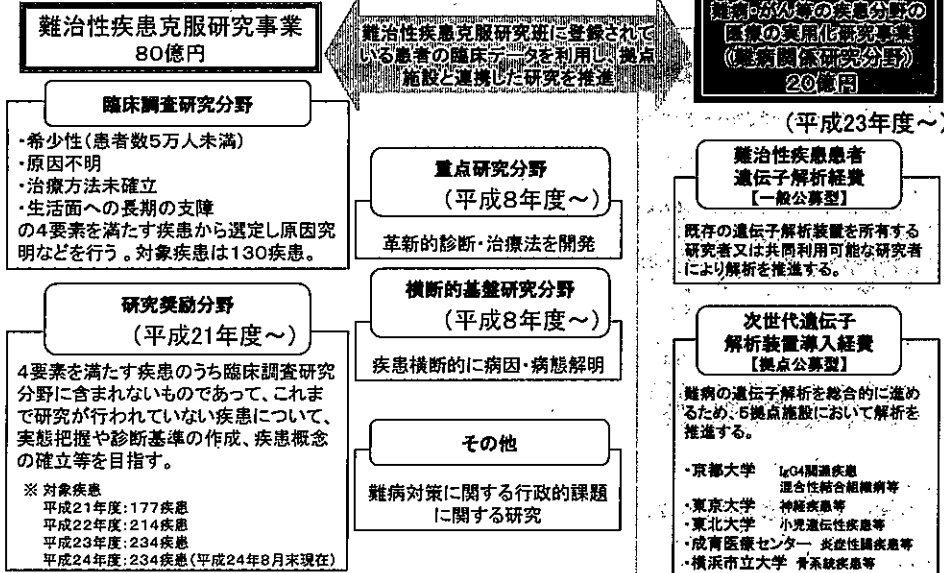 難治性疾患克服研究事業
80億円
難治性疾患克服研究班に登録されて
いる患者の臨床データを利用し、拠点
施設と連携した研究を推進
難病・がん等の疾患分野の
医療の実用化研究事業
(難病関係研究分野)
20億円
(平成23年度~)
臨床調査研究分野
・希少性(患者数5万人未満)
・原因不明
・治療方法未確立
・生活面への長期の支障
の4要素を満たす疾患から選定し原因究
明などを行う。対象疾患は130疾患。
研究奨励分野
(平成21年度~)
4要素を満たす疾患のうち臨床調査研究
分野に含まれないものであって、これま
で研究が行われていない疾患について、
実態把握や診断基準の作成、疾患概念
の確立等を目指す。
※ 対象疾患
平成21年度:177疾患
平成22年度:214疾患
平成23年度:234疾患
平成24年度:234疾患(平成24年8月末現在)
重点研究分野
(平成8年度~)
革新的診断・治療法を開発
横断的基盤研究分野
(平成8年度~)
疾患横断的に病因・病態解明
その他
難病対策に関する行政的課題
に関する研究
難治性疾患患者
遺伝子解析経費
【一般公募型】
既存の遺伝子解析装置を所有する
研究者又は共同利用可能な研究者
により解析を推進する。
次世代遺伝子
解析装置導入経費
【拠点公募型】
難病の遺伝子解析を総合的に進め
るため、5拠点施設において解析を
推進する。
・京都大学 IgG4関連疾患
混合性結合組織病等
・東京大学 神経疾患等
・東北大学 小児遺伝性疾患等
・成育医療センター 炎症性腸疾患等
・横浜市立大学 骨系統疾患等